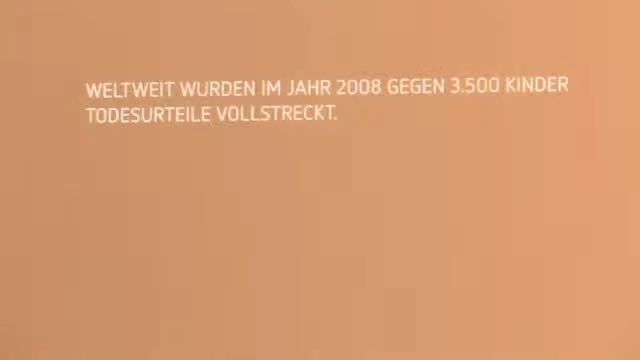 WELTWEIT WURDEN IM JAHR 2008 GEGEN 3.500 KINDER
TODESURTEILE VOLLSTRECKT.